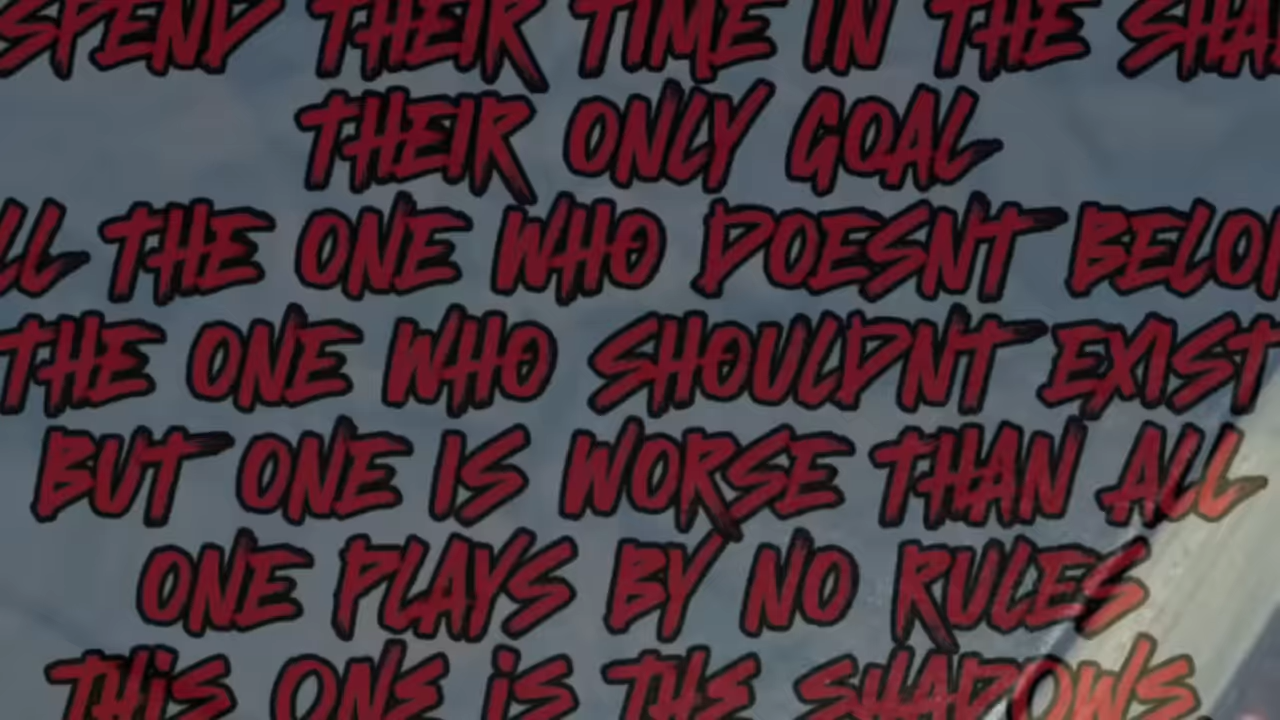 SPEND THEIR TIME IN THE
THEIR ONLY GOAL
THE ONE WHO DOESNT
THE ONE WHO SHOULDNT EXIST
BUT ONE IS WORSE THAN ALL
ONE PLAYS BY NO RULES
THIS ONE IS THE SHADOWS